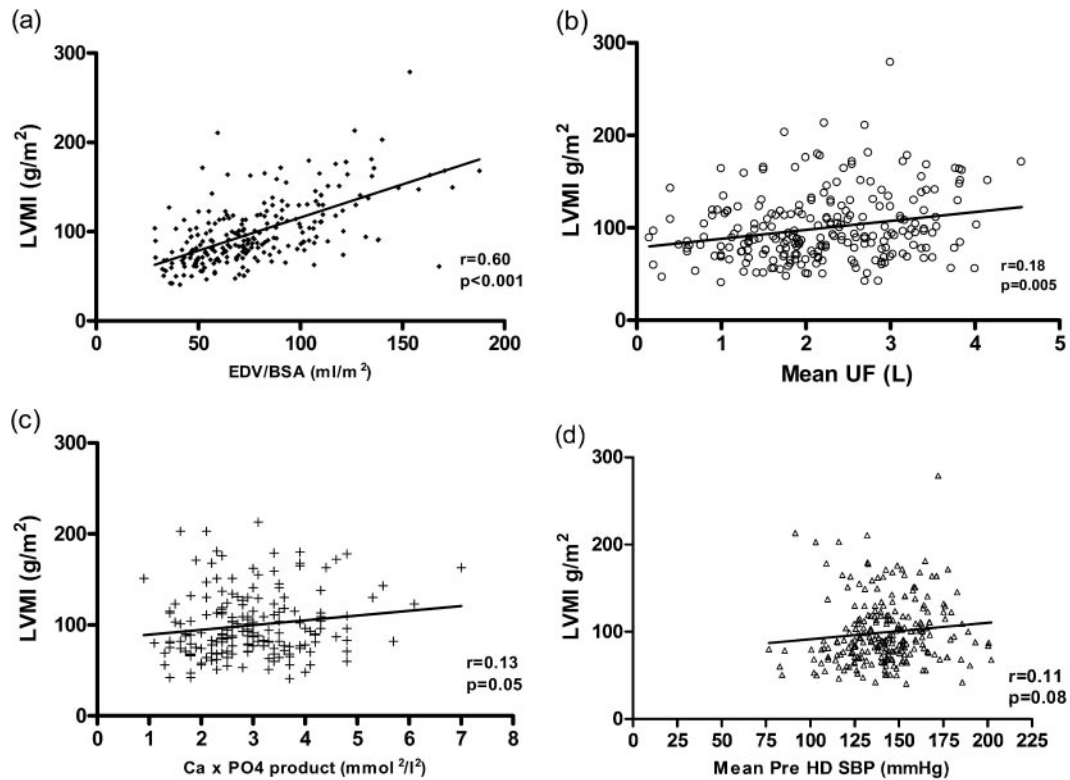 (a)
300
200
100
0
LVMI (g/m²)
r=0.60
p<0.001
0 50 100 150 200
EDV/BSA (ml/m²)
(b)
300
200
100
0
LVMI g/m²
r=0.18
p=0.005
0 1 2 3 4 5
Mean UF (L)
(c)
300
200
100
0
LVMI (g/m²)
r=0.13
p=0.05
0 1 2 3 4 5 6 7 8
Ca x PO4 product (mmol²/l²)
(d)
300
200
100
0
LVMI g/m²
r=0.11
p=0.08
0 25 50 75 100 125 150 175 200 225
Mean Pre HD SBP (mmHg)